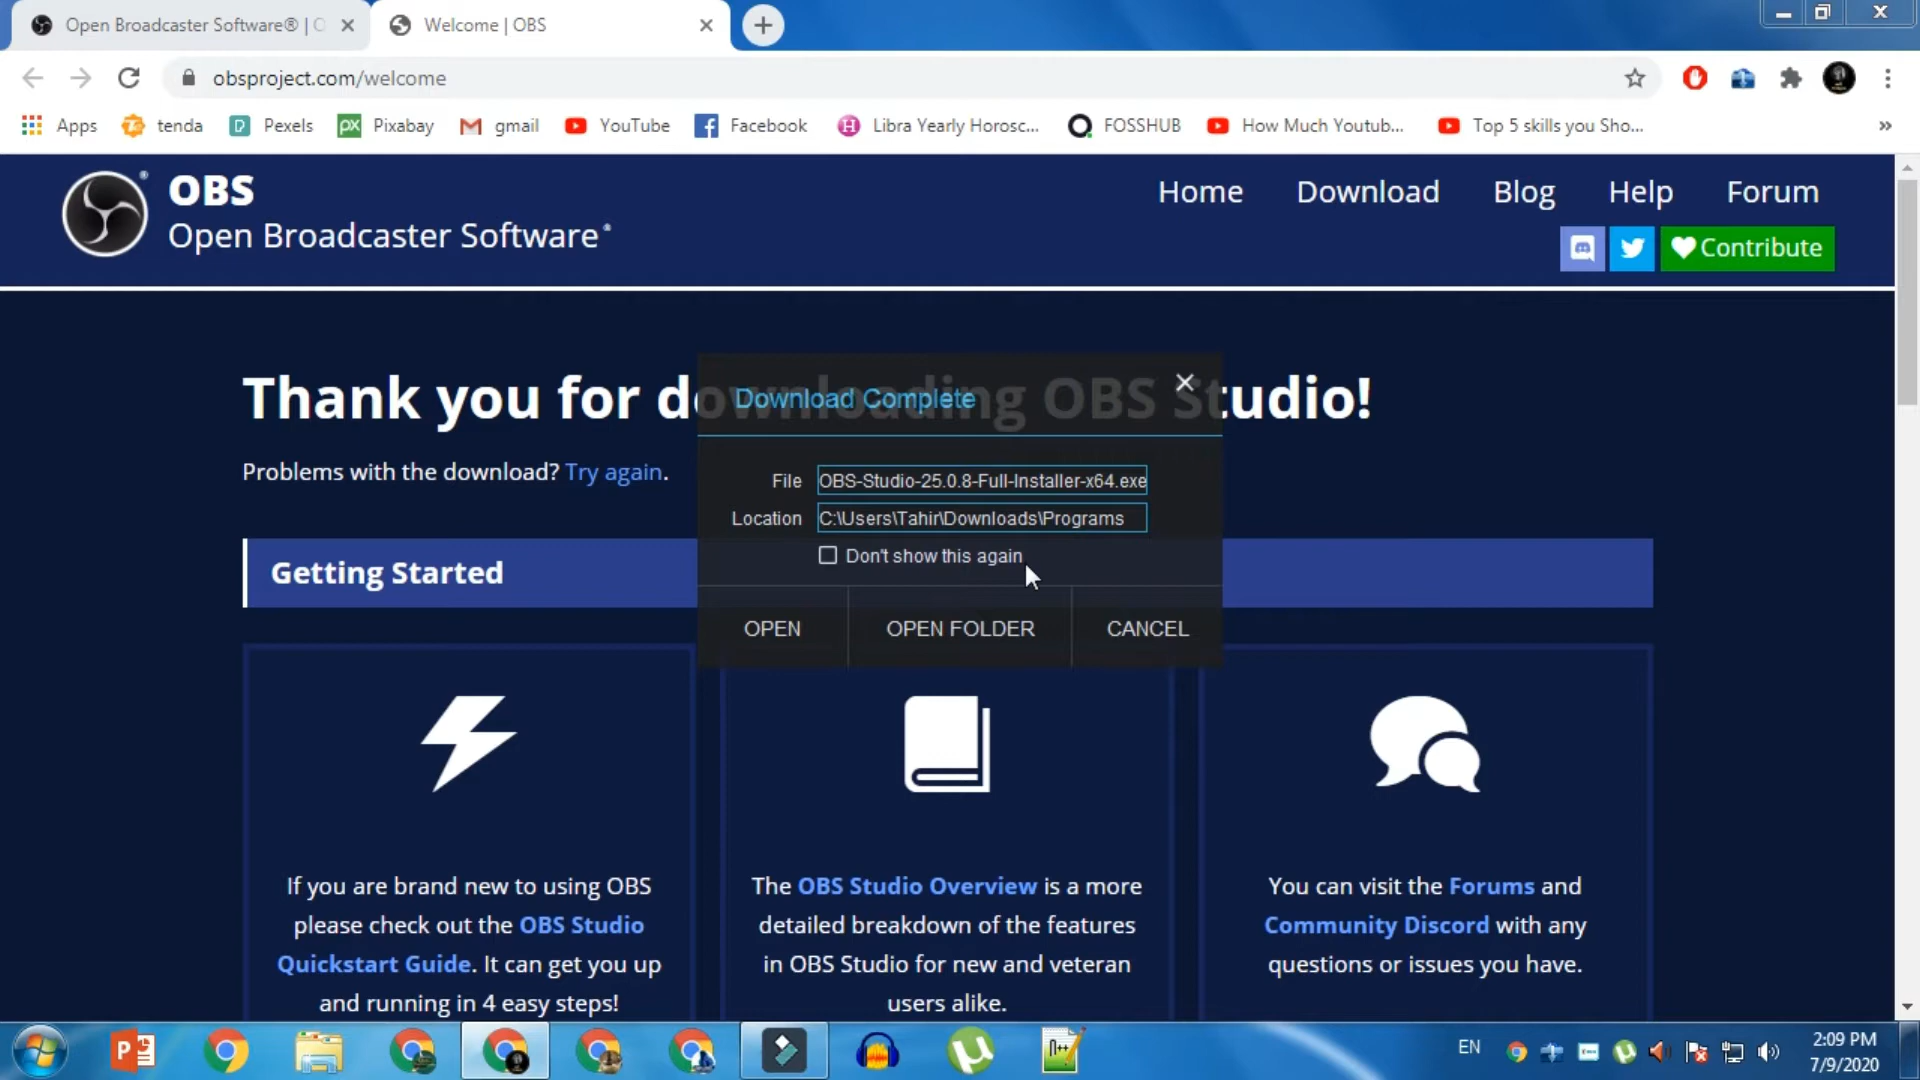 Open Broadcaster Software® | O
Welcome | OBS
obsproject.com/welcome
Apps
tenda
Pexels
px Pixabay
gmail
YouTube
Facebook
H Libra Yearly Horosc...
FOSSHUB
How Much Youtub...
Top 5 skills you Sho...
»
OBS
Open Broadcaster Software®
Home
Download
Blog
Help
Forum
Contribute
Thank you for downloading OBS Studio!
Problems with the download? Try again.
Download Complete
File OBS-Studio-25.0.8-Full-Installer-x64.exe
Location C:\Users\Tahir\Downloads\Programs
Don't show this again
OPEN
OPEN FOLDER
CANCEL
Getting Started
If you are brand new to using OBS
please check out the OBS Studio
Quickstart Guide. It can get you up
and running in 4 easy steps!
The OBS Studio Overview is a more
detailed breakdown of the features
in OBS Studio for new and veteran
users alike.
You can visit the Forums and
Community Discord with any
questions or issues you have.
EN
2:09 PM
7/9/2020